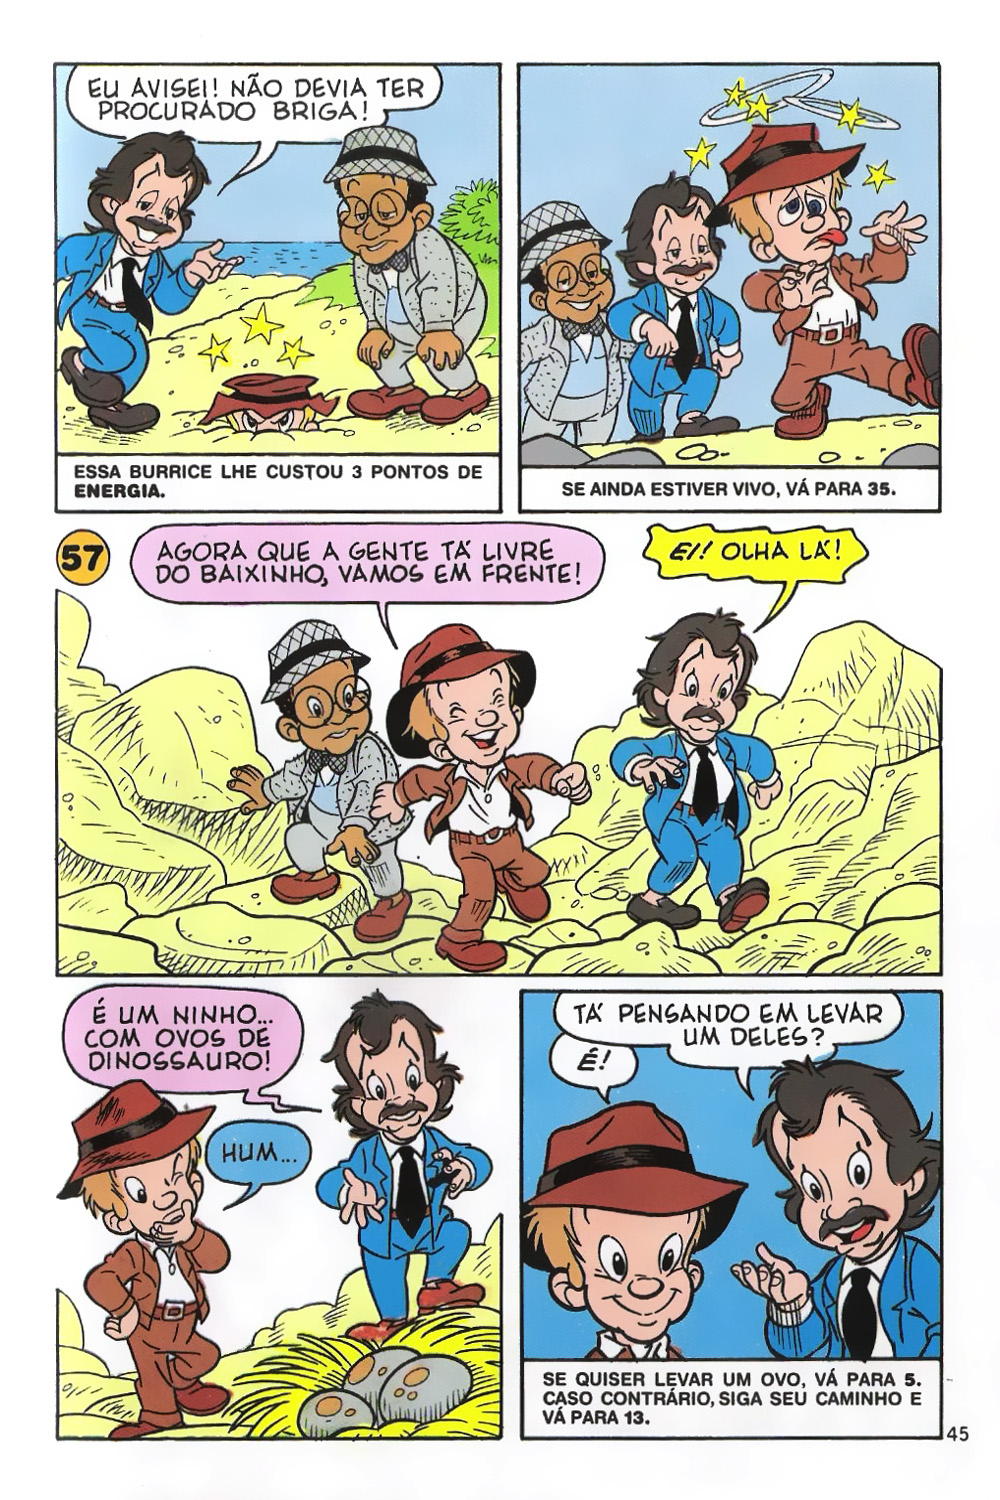 EU AVISEI! NÃO DEVIA TER
PROCURADO BRIGA!
ESSA BURRICE LHE CUSTOU 3 PONTOS DE
ENERGIA.
SE AINDA ESTIVER VIVO, VÁ PARA 35.
57
AGORA QUE A GENTE TÁ LIVRE
DO BAIXINHO, VAMOS EM FRENTE!
EI! OLHA LÁ!
É UM NINHO...
COM OVOS DE
DINOSSAURO!
HUM...
TÁ PENSANDO EM LEVAR
UM DELES?
É!
SE QUISER LEVAR UM OVO, VÁ PARA 5.
CASO CONTRÁRIO, SIGA SEU CAMINHO E
VÁ PARA 13.
45